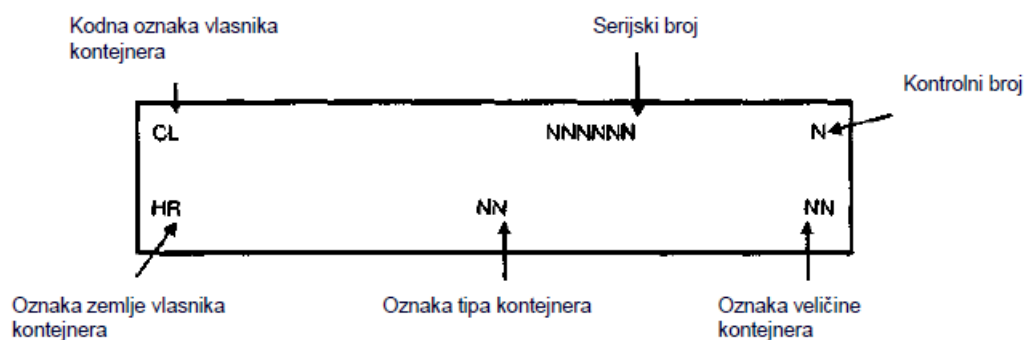 Kodna oznaka vlasnika
kontejnera
Serijski broj
Kontrolni broj
CL
NNNNNN
N
HR
NN
NN
Oznaka zemlje vlasnika
kontejnera
Oznaka tipa kontejnera
Oznaka veličine
kontejnera